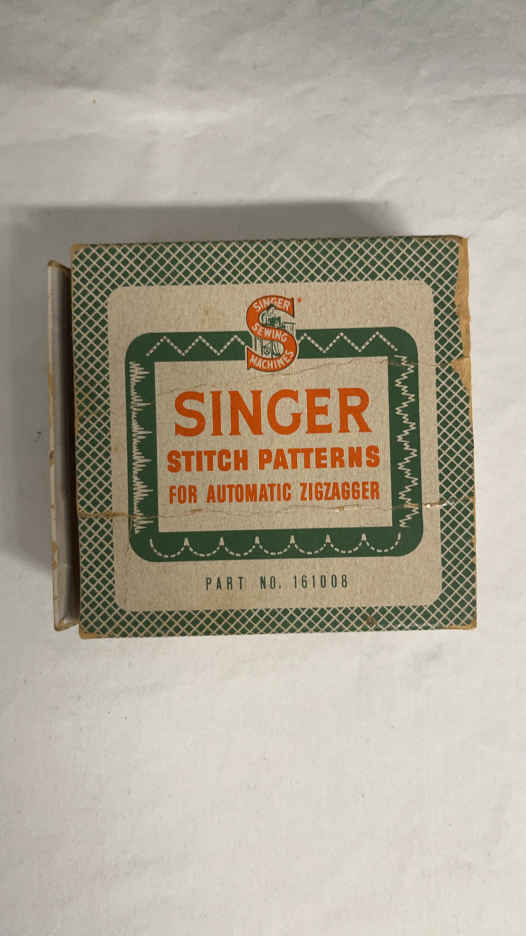 SINGER
SEWING
MACHINES
SINGER
STITCH PATTERNS
FOR AUTOMATIC ZIGZAGGER
PART NO. 161008